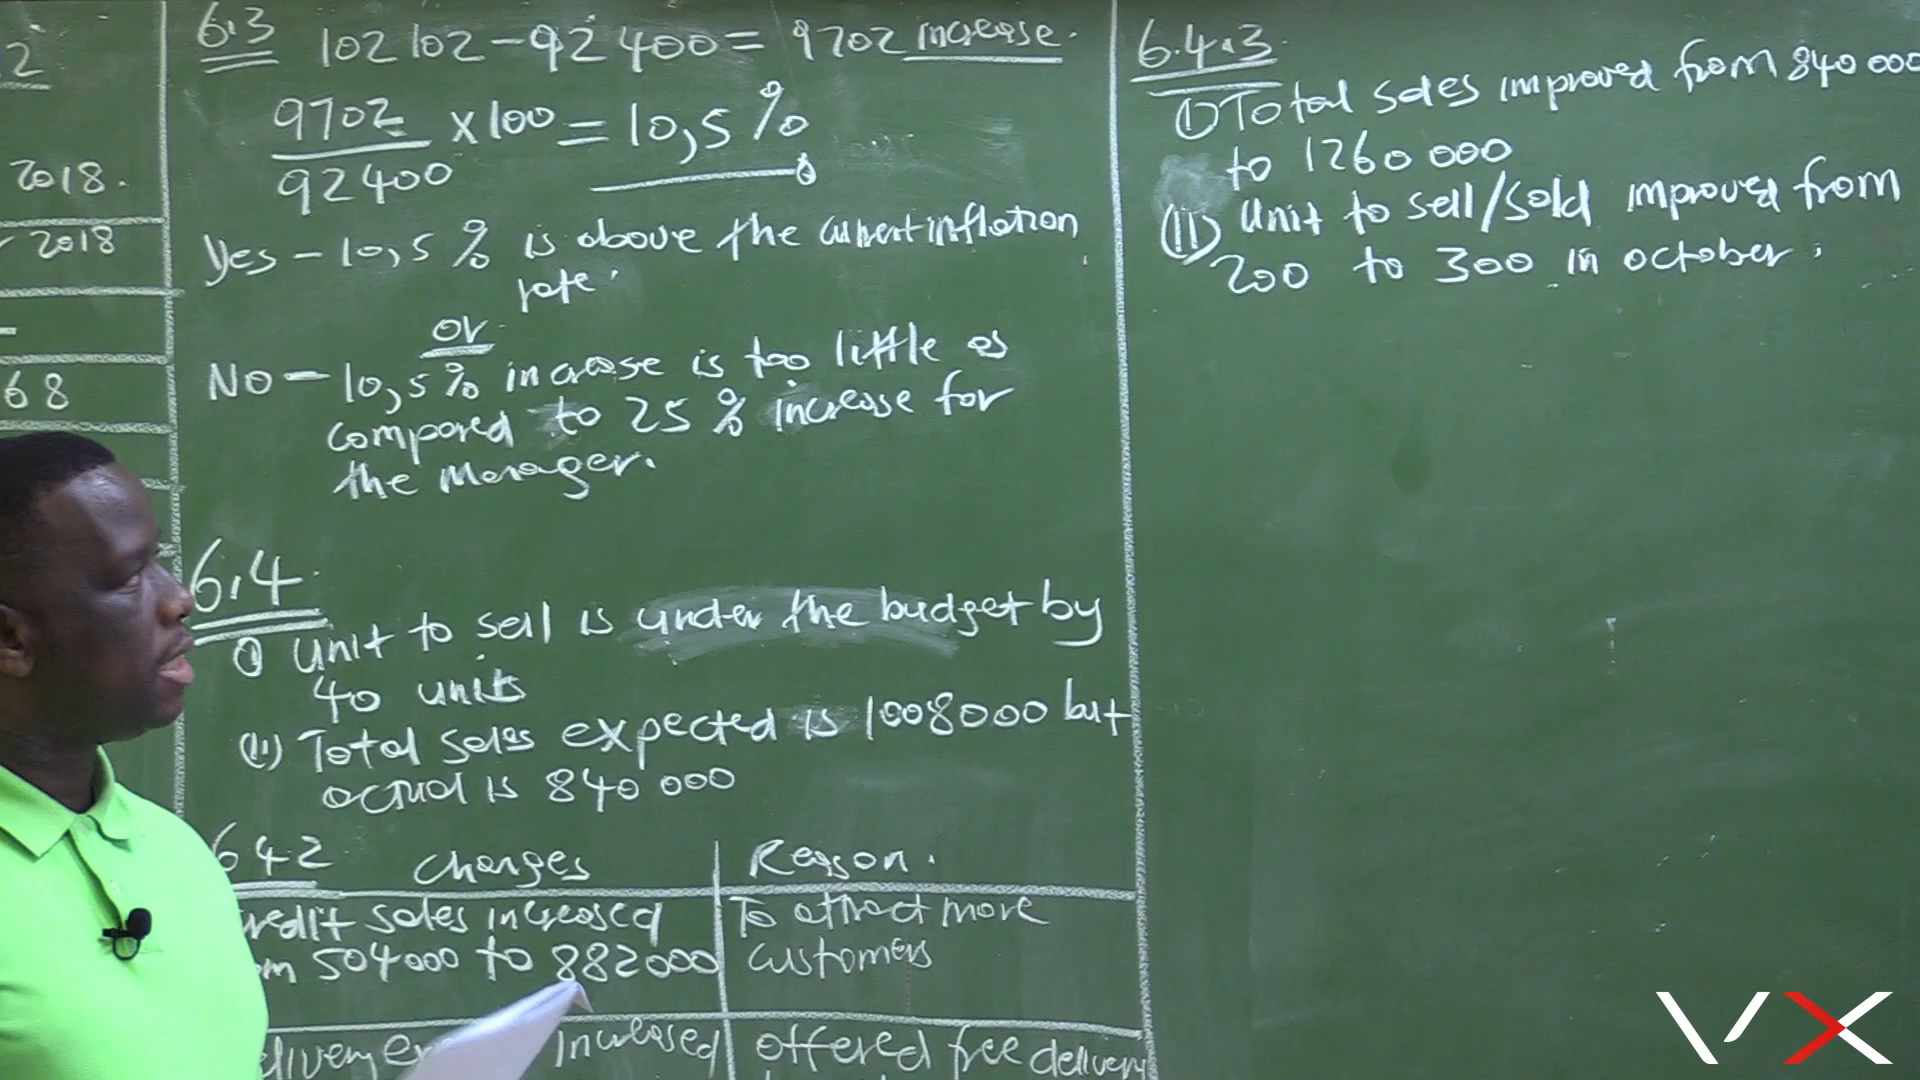 2
2018.
2018
68
6.3 102 102 - 92 400 = 9702 increase.
9702
92400
x 100 = 10,5 %
Yes - 10,5 % is above the current inflation
rate.
or
No - 10,5% increase is too little as
compared to 25 % increase for
the manager.
6.4
(I) Unit to sell is under the budget by
40 units
(II) Total sales expected is 1008000 but
actual is 840 000
6 4.2 Changes Reason.
redit sales increased To attract more
om 504000 to 882000 customers
increased offered free delivery
6.4.3
(I) Total sales improved from 840 000
to 1260 000
(II) Unit to sell/sold improved from
200 to 300 in october.
VX